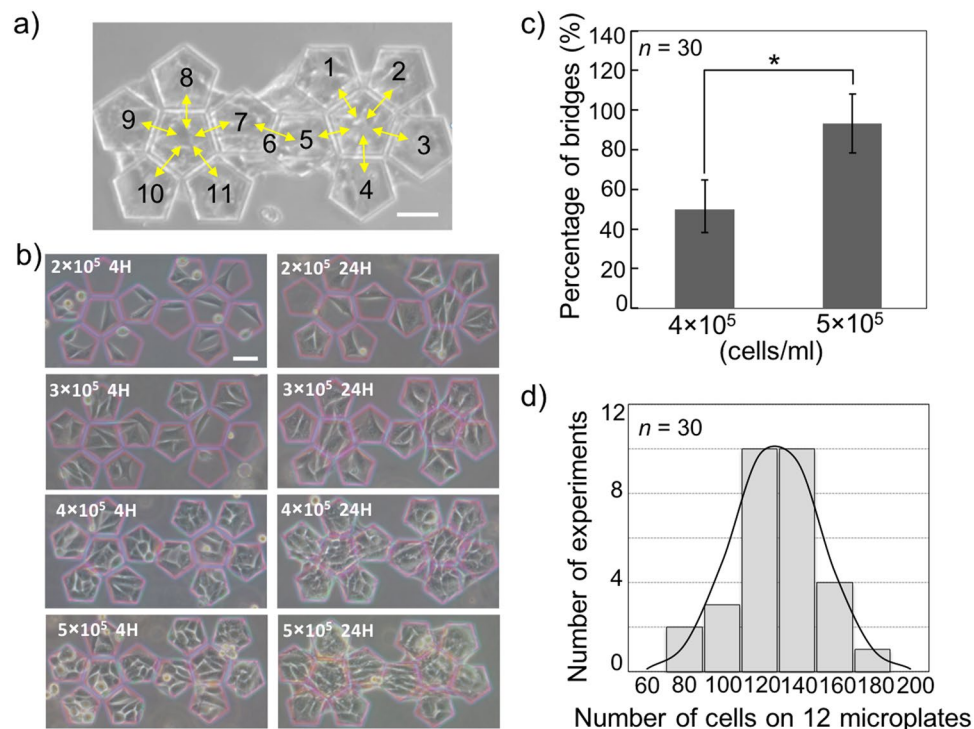 a)
1
2
3
4
5
6
7
8
9
10
11
b)
2×10⁵ 4H
2×10⁵ 24H
3×10⁵ 4H
3×10⁵ 24H
4×10⁵ 4H
4×10⁵ 24H
5×10⁵ 4H
5×10⁵ 24H
c)
Percentage of bridges (%)
140
120
100
80
60
40
20
0
n = 30
*
4×10⁵
5×10⁵
(cells/ml)
d)
Number of experiments
12
8
4
0
n = 30
60 80 100 120 140 160 180 200
Number of cells on 12 microplates